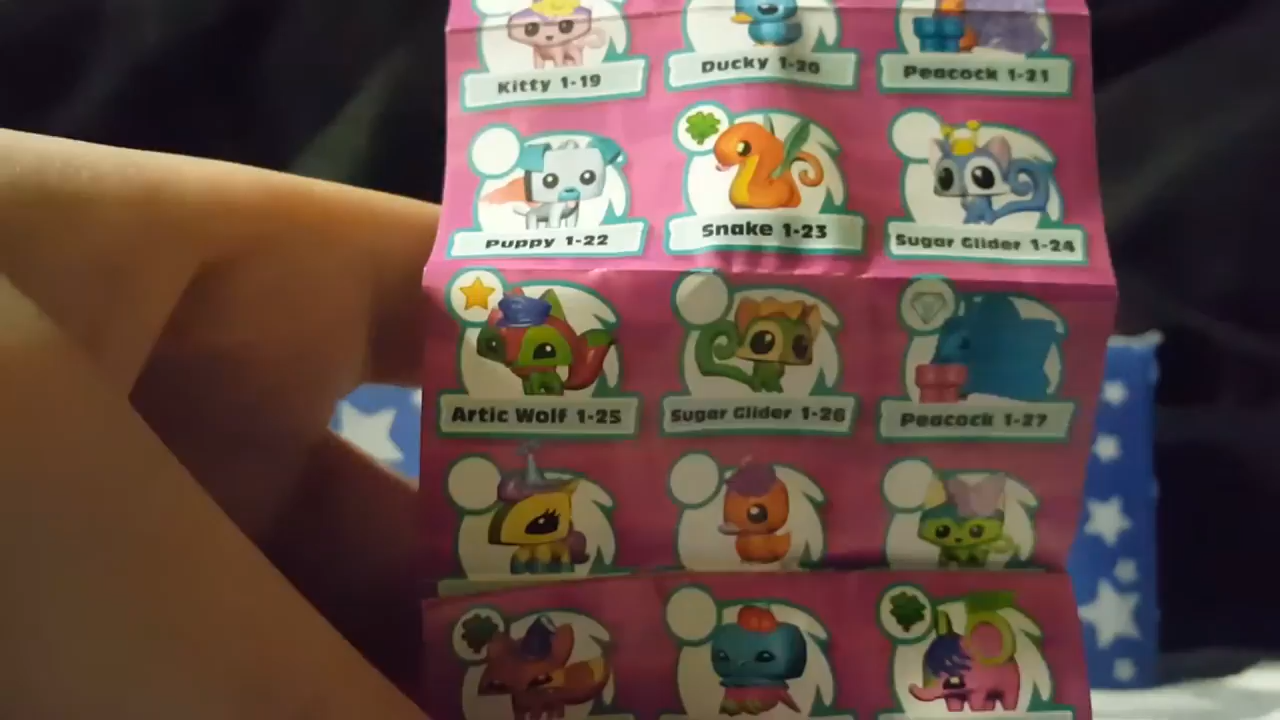 Kitty 1-19
Ducky 1-20
Peacock 1-21
Puppy 1-22
Snake 1-23
Sugar Glider 1-24
Artic Wolf 1-25
Sugar Glider 1-26
Peacock 1-27